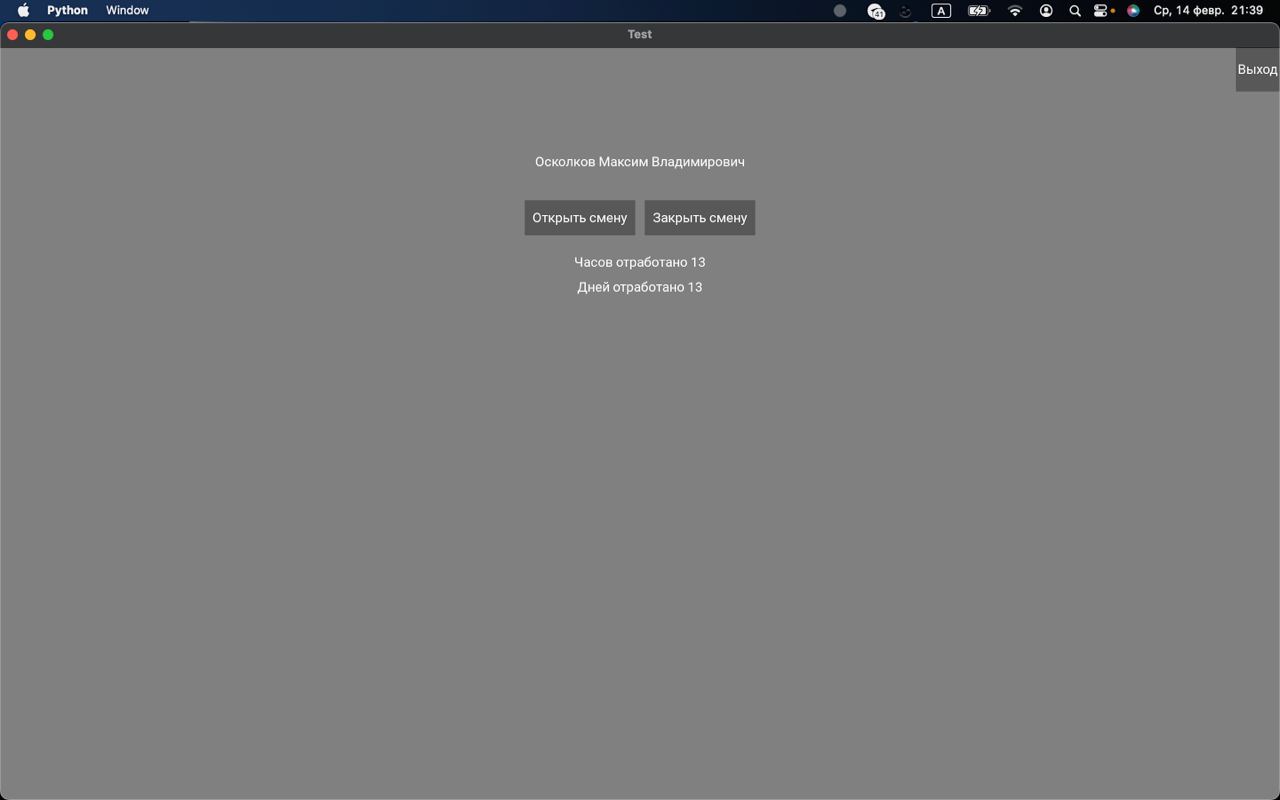 Python Window 41 A Ср, 14 февр. 21:39
Test
Выход
Осколков Максим Владимирович
Открыть смену Закрыть смену
Часов отработано 13
Дней отработано 13